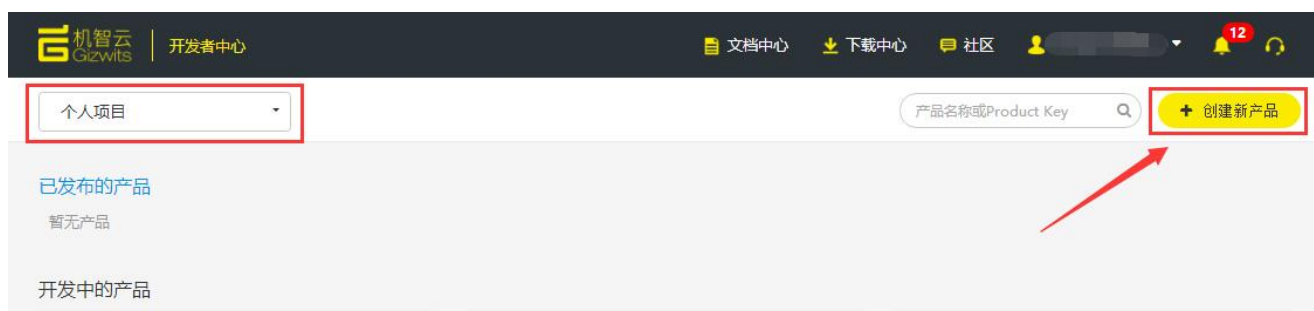 机智云 Gizwits 开发者中心 文档中心 下载中心 社区 12
个人项目 产品名称或Product Key + 创建新产品
已发布的产品
暂无产品
开发中的产品